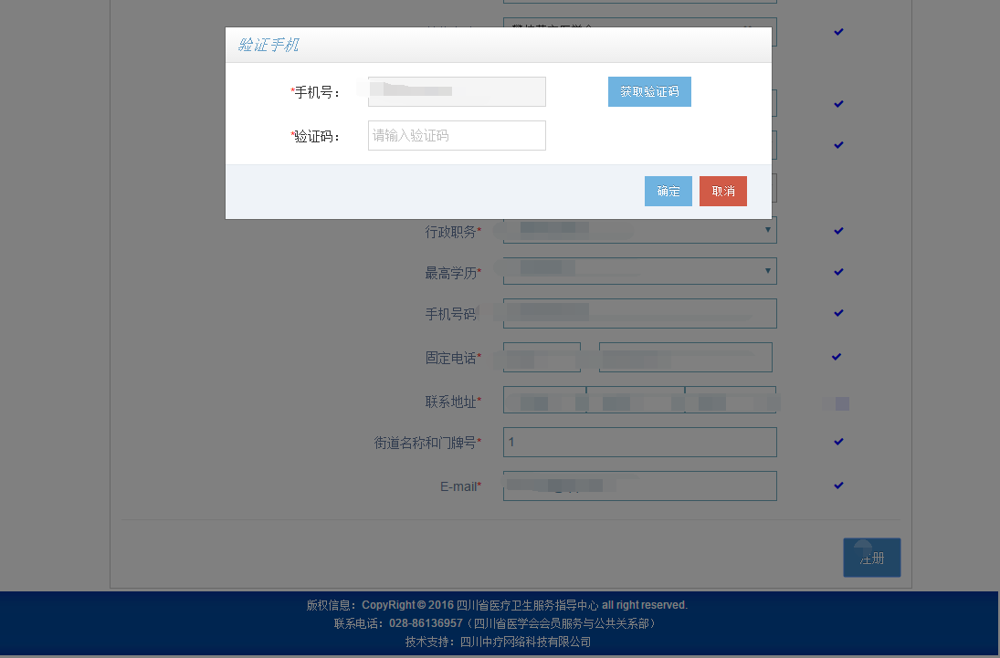 验证手机
*手机号：
获取验证码
*验证码：
请输入验证码
确定
取消
行政职务*
最高学历*
手机号码
固定电话*
联系地址*
街道名称和门牌号*
1
E-mail*
注册
版权信息：CopyRight © 2016 四川省医疗卫生服务指导中心 all right reserved.
联系电话：028-86136957（四川省医学会会员服务与公共关系部）
技术支持：四川中疗网络科技有限公司